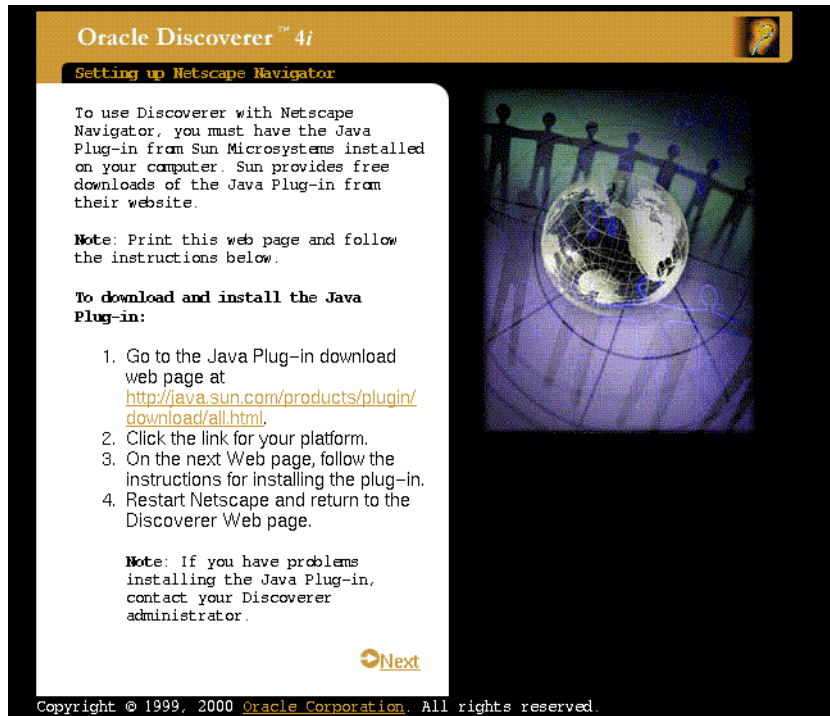 Oracle Discoverer ™ 4i
Setting up Netscape Navigator
To use Discoverer with Netscape
Navigator, you must have the Java
Plug-in from Sun Microsystems installed
on your computer. Sun provides free
downloads of the Java Plug-in from
their website.
Note: Print this web page and follow
the instructions below.
To download and install the Java
Plug-in:
1. Go to the Java Plug-in download
web page at
http://java.sun.com/products/plugin/
download/all.html.
2. Click the link for your platform.
3. On the next Web page, follow the
instructions for installing the plug-in.
4. Restart Netscape and return to the
Discoverer Web page.
Note: If you have problems
installing the Java Plug-in,
contact your Discoverer
administrator.
Next
Copyright © 1999, 2000 Oracle Corporation. All rights reserved.